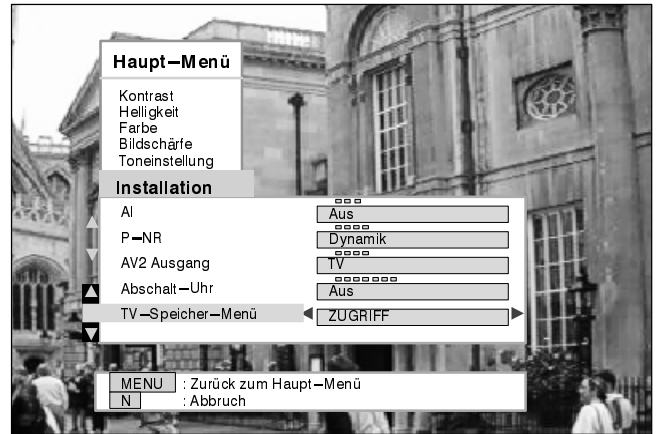 Haupt–Menü
Kontrast
Helligkeit
Farbe
Bildschärfe
Toneinstellung
Installation
AI Aus
P–NR Dynamik
AV2 Ausgang TV
Abschalt–Uhr Aus
TV–Speicher–Menü ZUGRIFF
MENU : Zurück zum Haupt–Menü
N : Abbruch